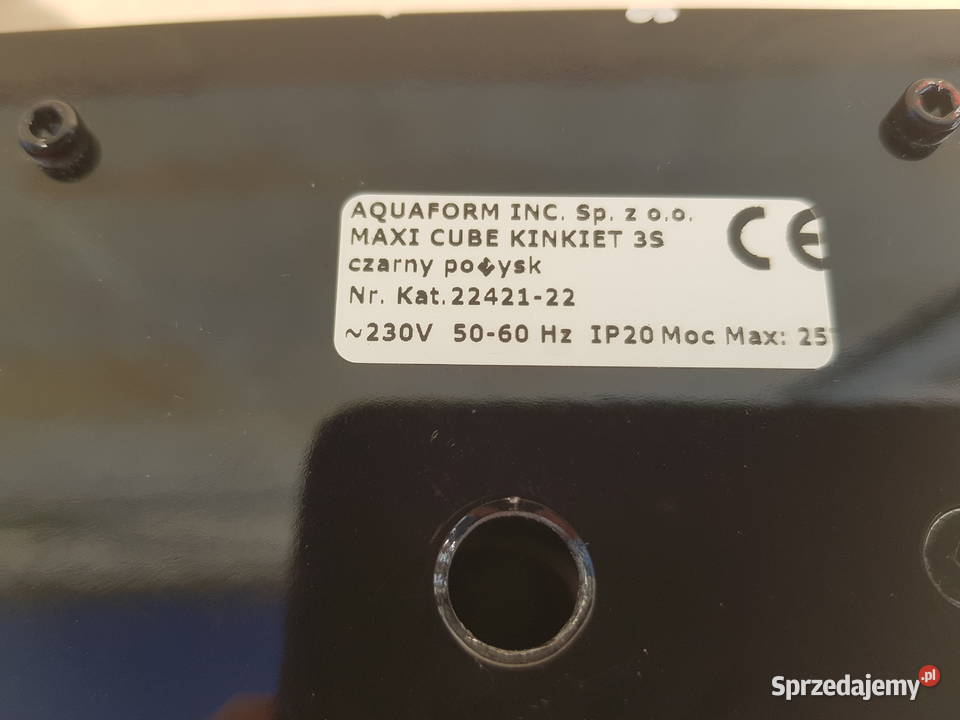 AQUAFORM INC. Sp. z o.o.
MAXI CUBE KINKIET 3S
czarny po�ysk
Nr. Kat.22421-22
~230V 50-60 Hz IP20 Moc Max: 25
CE
Sprzedajemy.pl